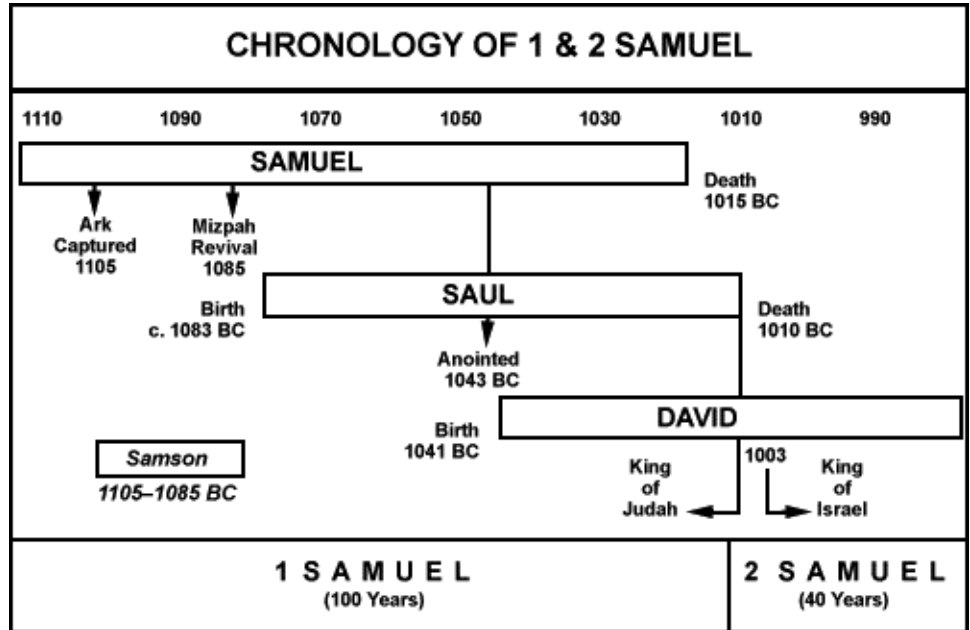 CHRONOLOGY OF 1 & 2 SAMUEL
1110 1090 1070 1050 1030 1010 990
SAMUEL
Death
1015 BC
Ark
Captured
1105
Mizpah
Revival
1085
SAUL
Birth
c. 1083 BC
Death
1010 BC
Anointed
1043 BC
DAVID
Birth
1041 BC
Samson
1105–1085 BC
King
of
Judah
1003
King
of
Israel
1 SAMUEL
(100 Years)
2 SAMUEL
(40 Years)